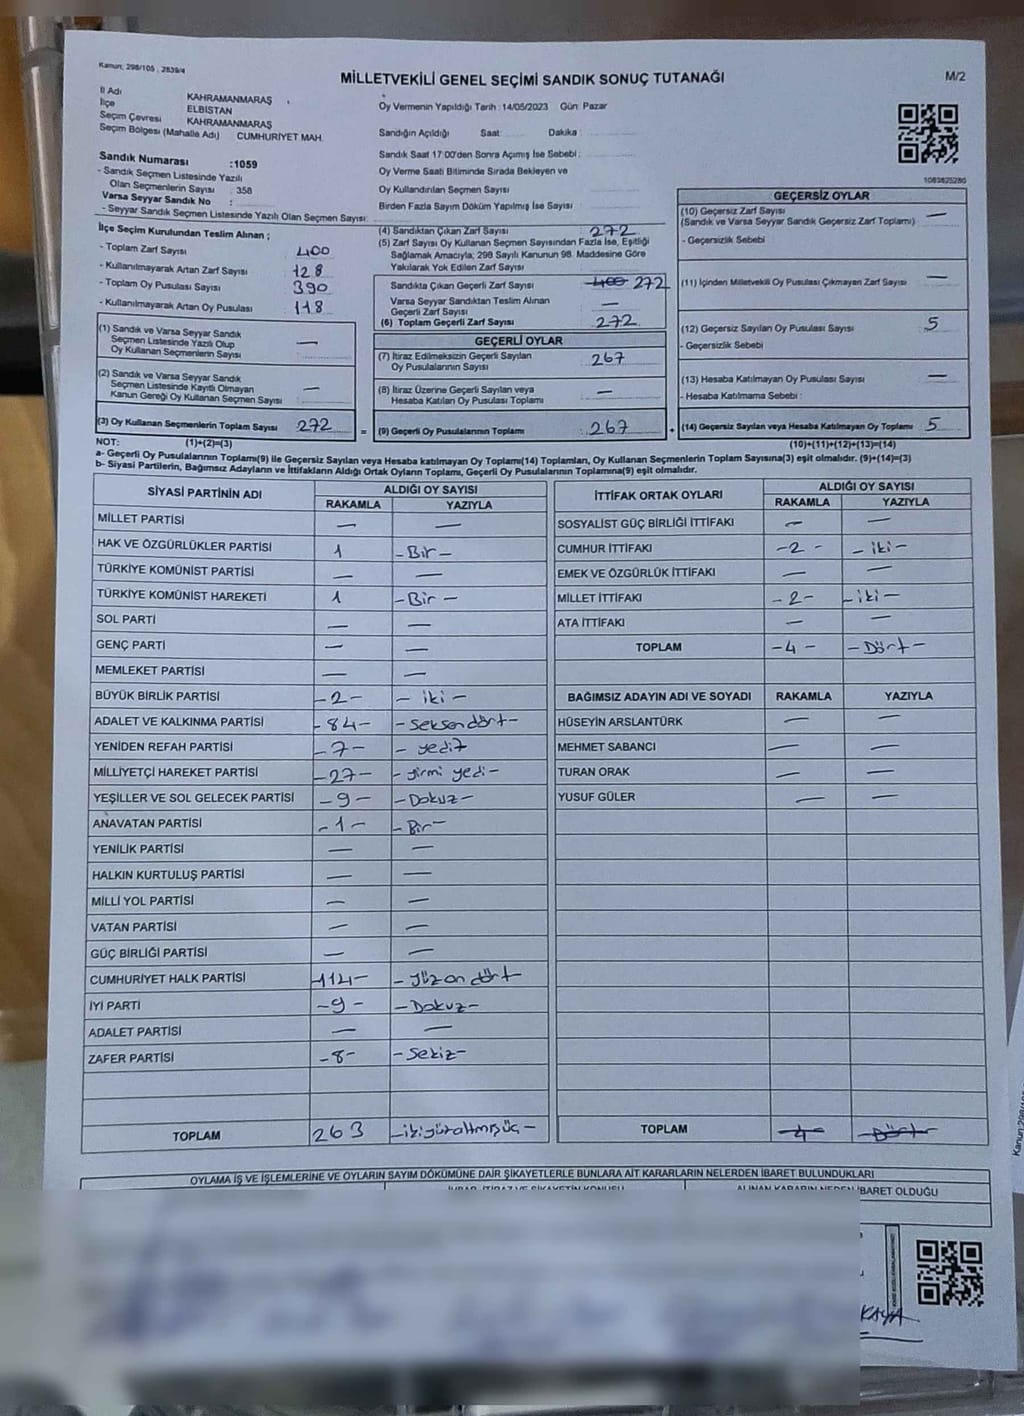 Kanun; 298/105 , 2839/4
MİLLETVEKİLİ GENEL SEÇİMİ SANDIK SONUÇ TUTANAĞI
M/2
İl Adı KAHRAMANMARAŞ
İlçe ELBİSTAN
Seçim Çevresi KAHRAMANMARAŞ
Seçim Bölgesi (Mahalle Adı) CUMHURİYET MAH.
Sandık Numarası :1059
- Sandık Seçmen Listesinde Yazılı
Olan Seçmenlerin Sayısı : 358
Varsa Seyyar Sandık No :
- Seyyar Sandık Seçmen Listesinde Yazılı Olan Seçmen Sayısı:
Oy Vermenin Yapıldığı Tarih :14/05/2023 Gün: Pazar
Sandığın Açıldığı Saat: Dakika :
Sandık Saat 17:00'den Sonra Açımış İse Sebebi :
Oy Verme Saati Bitiminde Sırada Bekleyen ve
Oy Kullandırılan Seçmen Sayısı
Birden Fazla Sayım Döküm Yapılmış İse Sayısı :
1083825280
İlçe Seçim Kurulundan Teslim Alınan ;
- Toplam Zarf Sayısı 400
- Kullanılmayarak Artan Zarf Sayısı 128
- Toplam Oy Pusulası Sayısı 390
- Kullanılmayarak Artan Oy Pusulası 118
(1) Sandık ve Varsa Seyyar Sandık
Seçmen Listesinde Yazılı Olup
Oy Kullanan Seçmenlerin Sayısı —
(2) Sandık ve Varsa Seyyar Sandık
Seçmen Listesinde Kayıtlı Olmayan
Kanun Gereği Oy Kullanan Seçmen Sayısı —
(3) Oy Kullanan Seçmenlerin Toplam Sayısı 272 =
(4) Sandıktan Çıkan Zarf Sayısı : 272
(5) Zarf Sayısı Oy Kullanan Seçmen Sayısından Fazla İse, Eşitliği
Sağlamak Amacıyla; 298 Sayılı Kanunun 98. Maddesine Göre
Yakılarak Yok Edilen Zarf Sayısı
Sandıkta Çıkan Geçerli Zarf Sayısı 400 272
Varsa Seyyar Sandıktan Teslim Alınan
Geçerli Zarf Sayısı —
(6) Toplam Geçerli Zarf Sayısı 272
GEÇERLİ OYLAR
(7) İtiraz Edilmeksizin Geçerli Sayılan
Oy Pusulalarının Sayısı 267
(8) İtiraz Üzerine Geçerli Sayılan veya
Hesaba Katılan Oy Pusulası Toplamı —
(9) Geçerli Oy Pusulalarının Toplamı 267 +
GEÇERSİZ OYLAR
(10) Geçersiz Zarf Sayısı —
(Sandık ve Varsa Seyyar Sandık Geçersiz Zarf Toplamı)
- Geçersizlik Sebebi
(11) İçinden Milletvekili Oy Pusulası Çıkmayan Zarf Sayısı —
(12) Geçersiz Sayılan Oy Pusulası Sayısı 5
- Geçersizlik Sebebi
(13) Hesaba Katılmayan Oy Pusulası Sayısı —
- Hesaba Katılmama Sebebi :
(14) Geçersiz Sayılan veya Hesaba Katılmayan Oy Toplamı 5
NOT: (1)+(2)=(3) (10)+(11)+(12)+(13)=(14)
a- Geçerli Oy Pusulalarının Toplamı(9) ile Geçersiz Sayılan veya Hesaba katılmayan Oy Toplamı(14) Toplamları, Oy Kullanan Seçmenlerin Toplam Sayısına(3) eşit olmalıdır. (9)+(14)=(3)
b- Siyasi Partilerin, Bağımsız Adayların ve İttifakların Aldığı Ortak Oyların Toplamı, Geçerli Oy Pusulalarının Toplamına(9) eşit olmalıdır.
SİYASİ PARTİNİN ADI ALDIĞI OY SAYISI
RAKAMLA YAZIYLA
MİLLET PARTİSİ — —
HAK VE ÖZGÜRLÜKLER PARTİSİ 1 -Bir-
TÜRKİYE KOMÜNİST PARTİSİ — —
TÜRKİYE KOMÜNİST HAREKETİ 1 -Bir-
SOL PARTİ — —
GENÇ PARTİ — —
MEMLEKET PARTİSİ — —
BÜYÜK BİRLİK PARTİSİ -2- - iki -
ADALET VE KALKINMA PARTİSİ -84- -seksendört-
YENİDEN REFAH PARTİSİ -7- - yedi-
MİLLİYETÇİ HAREKET PARTİSİ -27- - yirmi yedi-
YEŞİLLER VE SOL GELECEK PARTİSİ -9- -Dokuz-
ANAVATAN PARTİSİ -1- -Bir-
YENİLİK PARTİSİ — —
HALKIN KURTULUŞ PARTİSİ — —
MİLLİ YOL PARTİSİ — —
VATAN PARTİSİ — —
GÜÇ BİRLİĞİ PARTİSİ — —
CUMHURİYET HALK PARTİSİ -114- - yüz on dört
İYİ PARTİ -9- -Dokuz-
ADALET PARTİSİ — —
ZAFER PARTİSİ -8- -Sekiz-
TOPLAM 263 -ikiyüzaltmışüç-
İTTİFAK ORTAK OYLARI ALDIĞI OY SAYISI
RAKAMLA YAZIYLA
SOSYALİST GÜÇ BİRLİĞİ İTTİFAKI — —
CUMHUR İTTİFAKI -2- - iki-
EMEK VE ÖZGÜRLÜK İTTİFAKI — —
MİLLET İTTİFAKI -2- -iki-
ATA İTTİFAKI — —
TOPLAM -4- -Dört-
BAĞIMSIZ ADAYIN ADI VE SOYADI RAKAMLA YAZIYLA
HÜSEYİN ARSLANTÜRK — —
MEHMET SABANCI — —
TURAN ORAK — —
YUSUF GÜLER — —
TOPLAM 4 Dört
OYLAMA İŞ VE İŞLEMLERİNE VE OYLARIN SAYIM DÖKÜMÜNE DAİR ŞİKAYETLERLE BUNLARA AİT KARARLARIN NELERDEN İBARET BULUNDUKLARI
İHBAR, İTİRAZ VE ŞİKAYETİN KONUSU ALINAN KARARIN NEDEN İBARET OLDUĞU
KAYA